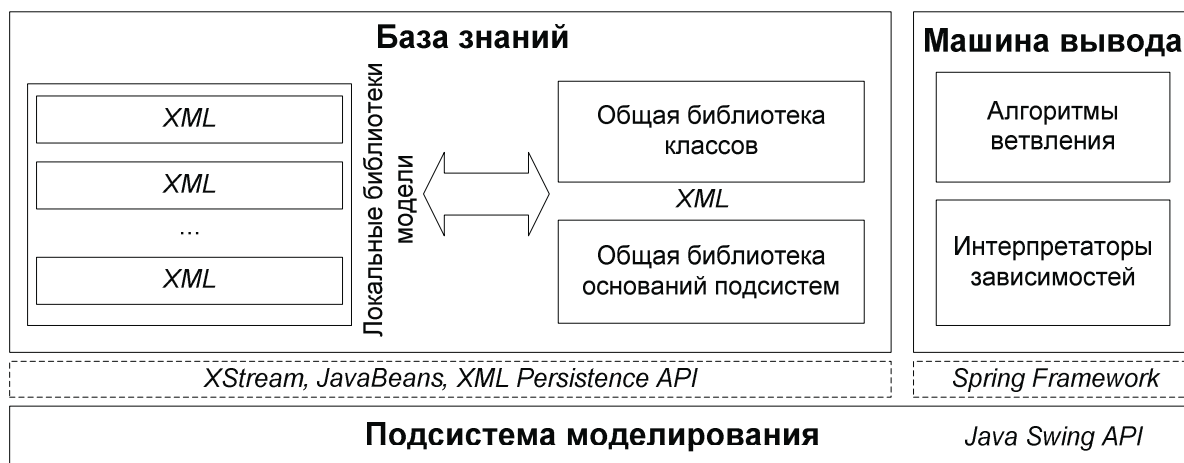 База знаний
XML
XML
...
XML
Локальные библиотеки
модели
Общая библиотека
классов
XML
Общая библиотека
оснований подсистем
Машина вывода
Алгоритмы
ветвления
Интерпретаторы
зависимостей
XStream, JavaBeans, XML Persistence API
Spring Framework
Подсистема моделирования
Java Swing API